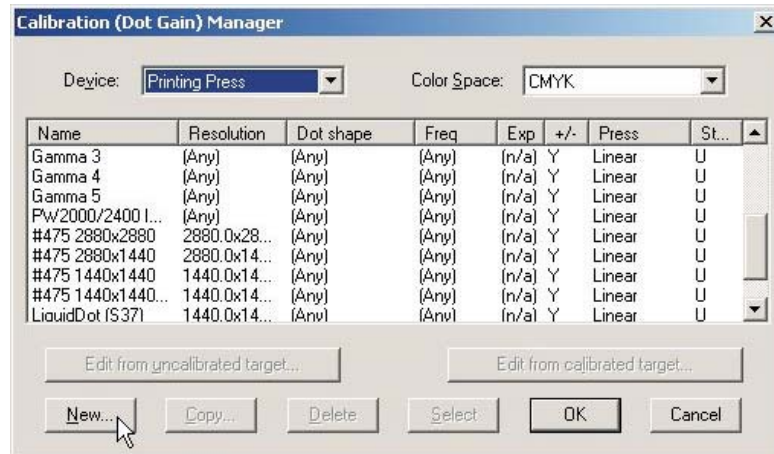 Calibration (Dot Gain) Manager
Device: Printing Press Color Space: CMYK
Name Resolution Dot shape Freq Exp +/- Press St...
Gamma 3 (Any) (Any) (Any) (n/a) Y Linear U
Gamma 4 (Any) (Any) (Any) (n/a) Y Linear U
Gamma 5 (Any) (Any) (Any) (n/a) Y Linear U
PW2000/2400 I... (Any) (Any) (Any) (n/a) Y Linear U
#475 2880x2880 2880.0x28... (Any) (Any) (n/a) Y Linear U
#475 2880x1440 2880.0x14... (Any) (Any) (n/a) Y Linear U
#475 1440x1440 1440.0x14... (Any) (Any) (n/a) Y Linear U
#475 1440x1440... 1440.0x14... (Any) (Any) (n/a) Y Linear U
LiquidDot (S37) 1440.0x14... (Any) (Any) (n/a) Y Linear U
Edit from uncalibrated target... Edit from calibrated target...
New... Copy... Delete Select OK Cancel